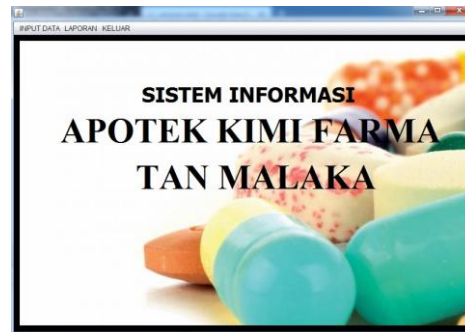 INPUT DATA LAPORAN KELUAR
SISTEM INFORMASI
APOTEK KIMI FARMA
TAN MALAKA